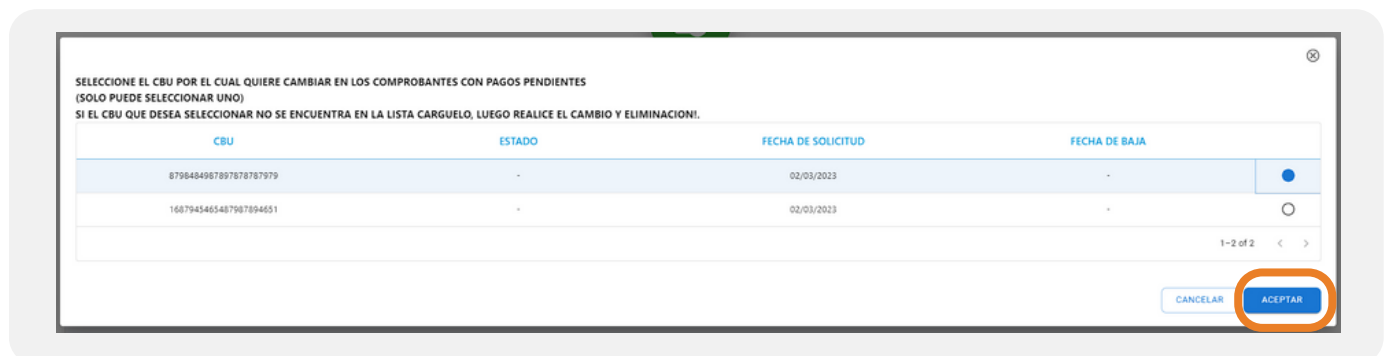 SELECCIONE EL CBU POR EL CUAL QUIERE CAMBIAR EN LOS COMPROBANTES CON PAGOS PENDIENTES
(SOLO PUEDE SELECCIONAR UNO)
SI EL CBU QUE DESEA SELECCIONAR NO SE ENCUENTRA EN LA LISTA CARGUELO, LUEGO REALICE EL CAMBIO Y ELIMINACION!.
CBU ESTADO FECHA DE SOLICITUD FECHA DE BAJA
8798484987897878787979 - 02/03/2023 -
1687945465487987894651 - 02/03/2023 -
1-2 of 2 < >
CANCELAR ACEPTAR